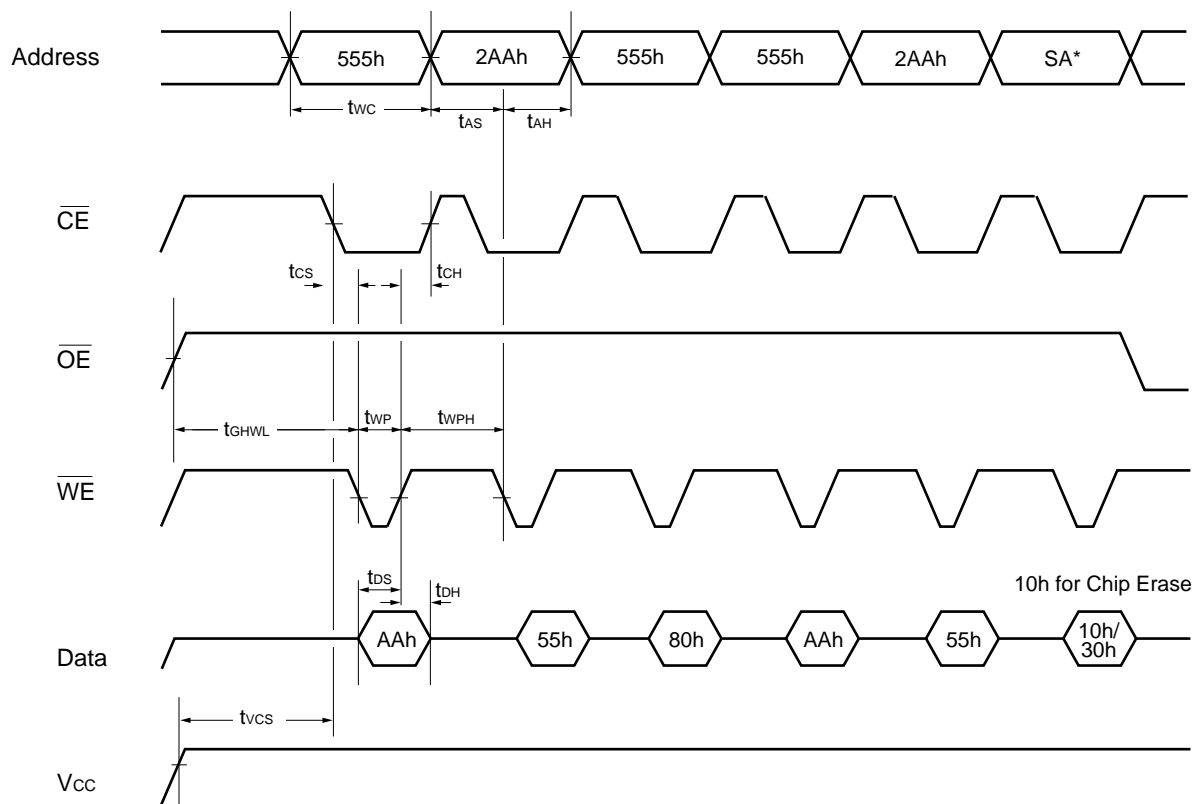 Address
555h 2AAh 555h 555h 2AAh SA*
tWC tAS tAH
CE
tCS tCH
OE
tGHWL tWP tWPH
WE
tDS tDH
10h for Chip Erase
Data
AAh 55h 80h AAh 55h 10h/
30h
tVCS
VCC